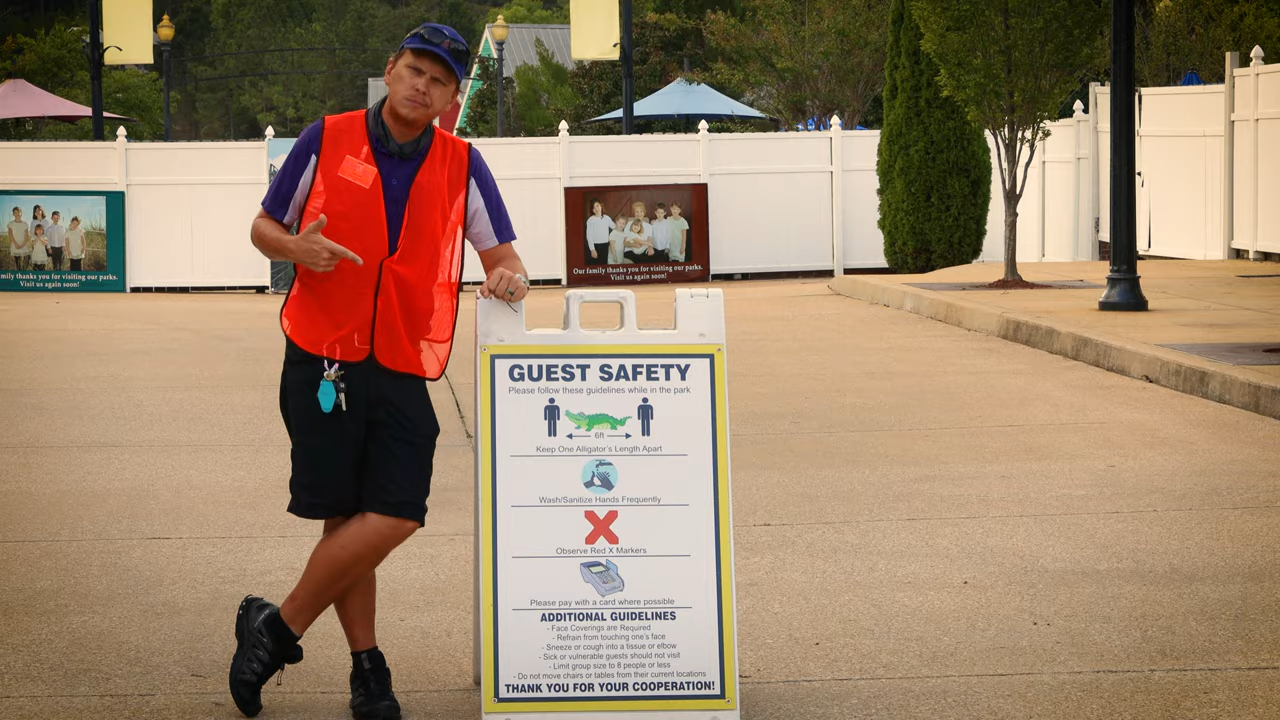 mily thanks you for visiting our parks.
Visit us again soon!
Our family thanks you for visiting our parks.
Visit us again soon!
GUEST SAFETY
Please follow these guidelines while in the park
6ft
Keep One Alligator's Length Apart
Wash/Sanitize Hands Frequently
X
Observe Red X Markers
Please pay with a card where possible
ADDITIONAL GUIDELINES
- Face Coverings are Required
- Refrain from touching one's face
- Sneeze or cough into a tissue or elbow
- Sick or vulnerable guests should not visit
- Limit group size to 8 people or less
- Do not move chairs or tables from their current locations
THANK YOU FOR YOUR COOPERATION!